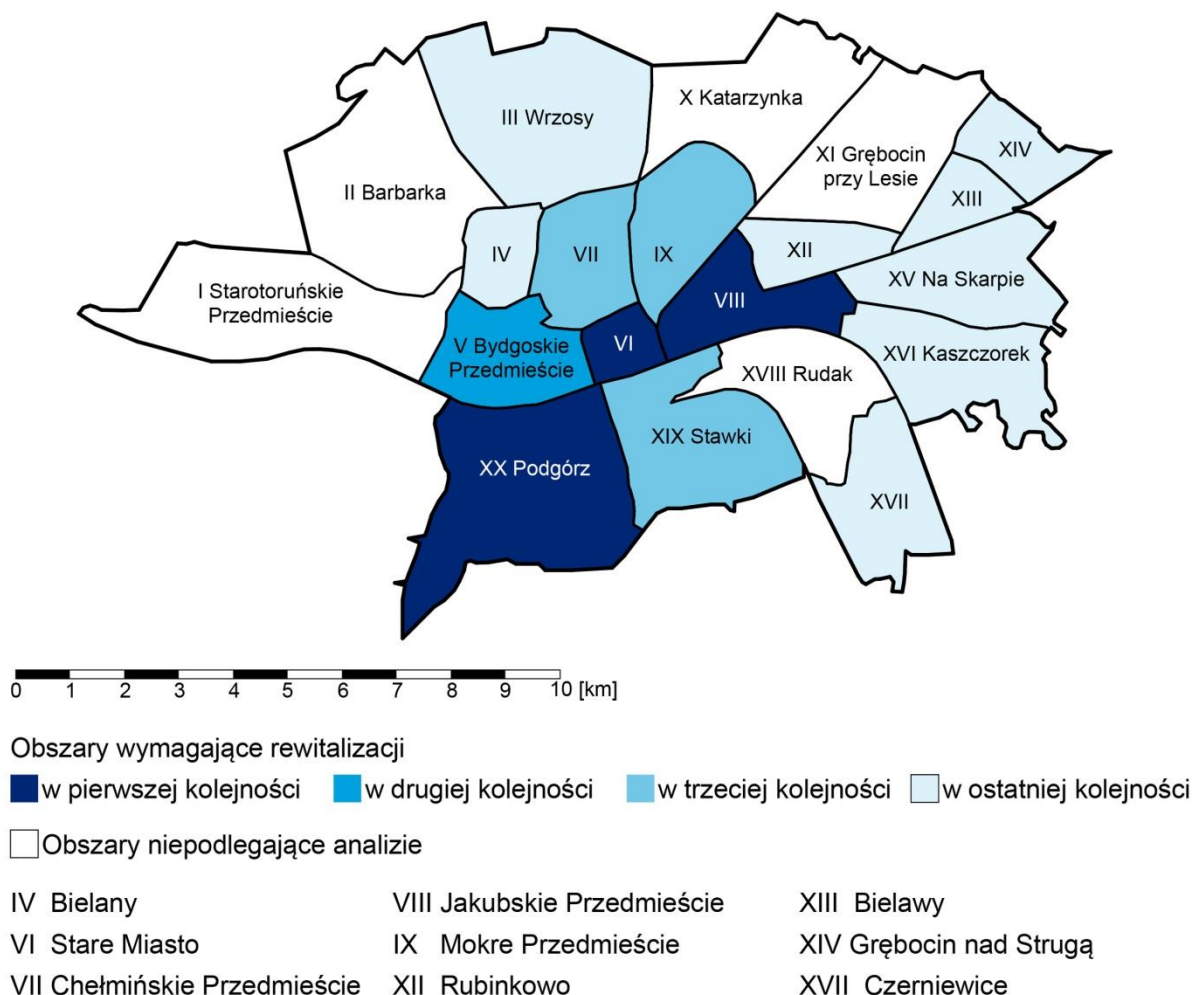 X Katarzynka
III Wrzosy
XI Grębocin
przy Lesie
XIV
II Barbarka
XIII
IV
VII
IX
XII
XV Na Skarpie
I Starotoruńskie
Przedmieście
VIII
V Bydgoskie
Przedmieście
VI
XVI Kaszczorek
XVIII Rudak
XIX Stawki
XX Podgórz
XVII
0 1 2 3 4 5 6 7 8 9 10 [km]
Obszary wymagające rewitalizacji
w pierwszej kolejności w drugiej kolejności w trzeciej kolejności w ostatniej kolejności
Obszary niepodlegające analizie
IV Bielany VIII Jakubskie Przedmieście XIII Bielawy
VI Stare Miasto IX Mokre Przedmieście XIV Grębocin nad Strugą
VII Chełmińskie Przedmieście XII Rubinkowo XVII Czerniewice